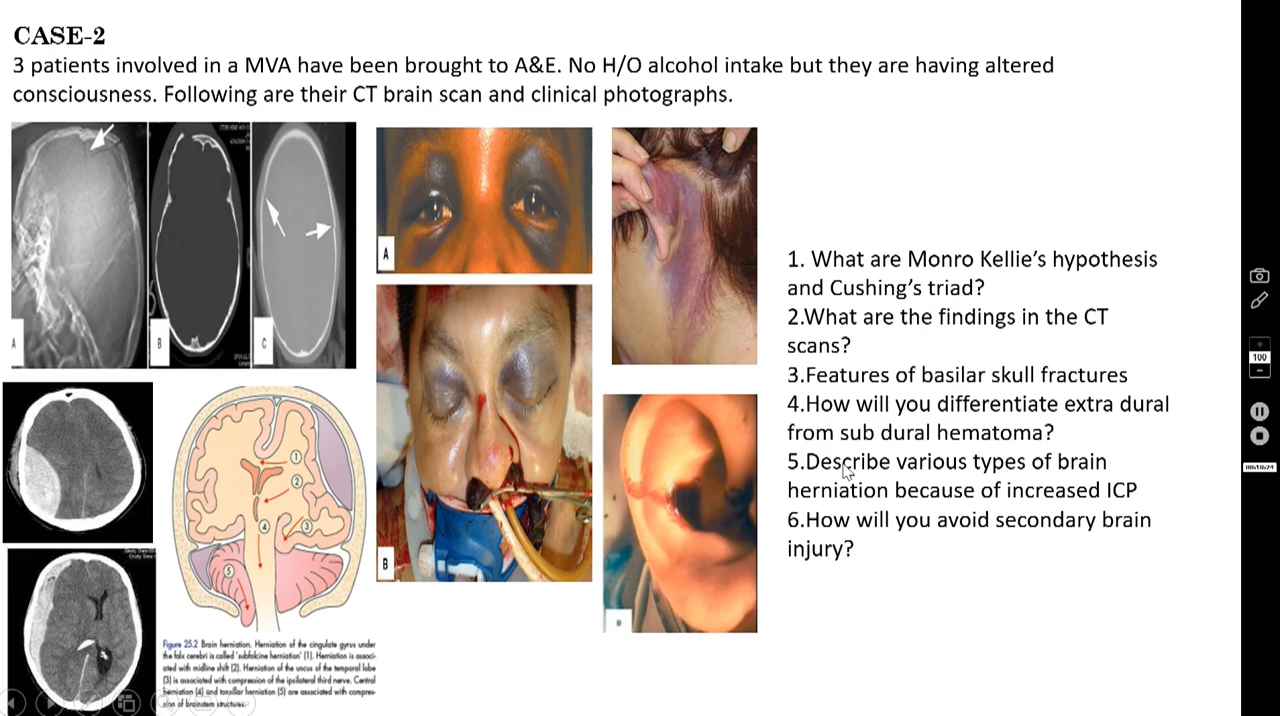 CASE-2
3 patients involved in a MVA have been brought to A&E. No H/O alcohol intake but they are having altered
consciousness. Following are their CT brain scan and clinical photographs.
A
B
C
A
B
1. What are Monro Kellie’s hypothesis
and Cushing’s triad?
2.What are the findings in the CT
scans?
3.Features of basilar skull fractures
4.How will you differentiate extra dural
from sub dural hematoma?
5.Describe various types of brain
herniation because of increased ICP
6.How will you avoid secondary brain
injury?
1
2
3
4
5
Figure 25.2 Brain herniation. Herniation of the cingulate gyrus under
the falx cerebri is called 'subfalcine herniation' (1). Herniation is associ-
ated with midline shift (2). Herniation of the uncus of the temporal lobe
(3) is associated with compression of the ipsilateral third nerve. Central
herniation (4) and tonsillar herniation (5) are associated with compres-
sion of brainstem structures.
100